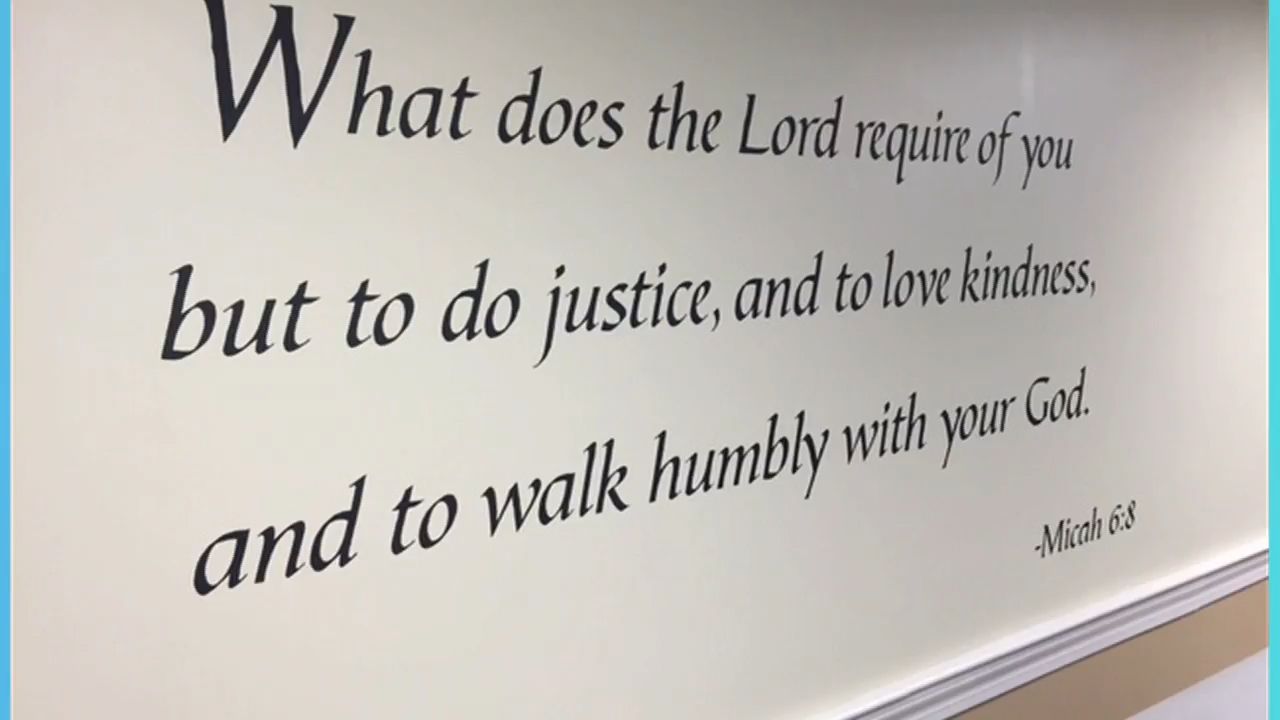 What does the Lord require of you
but to do justice, and to love kindness,
and to walk humbly with your God.
-Micah 6:8